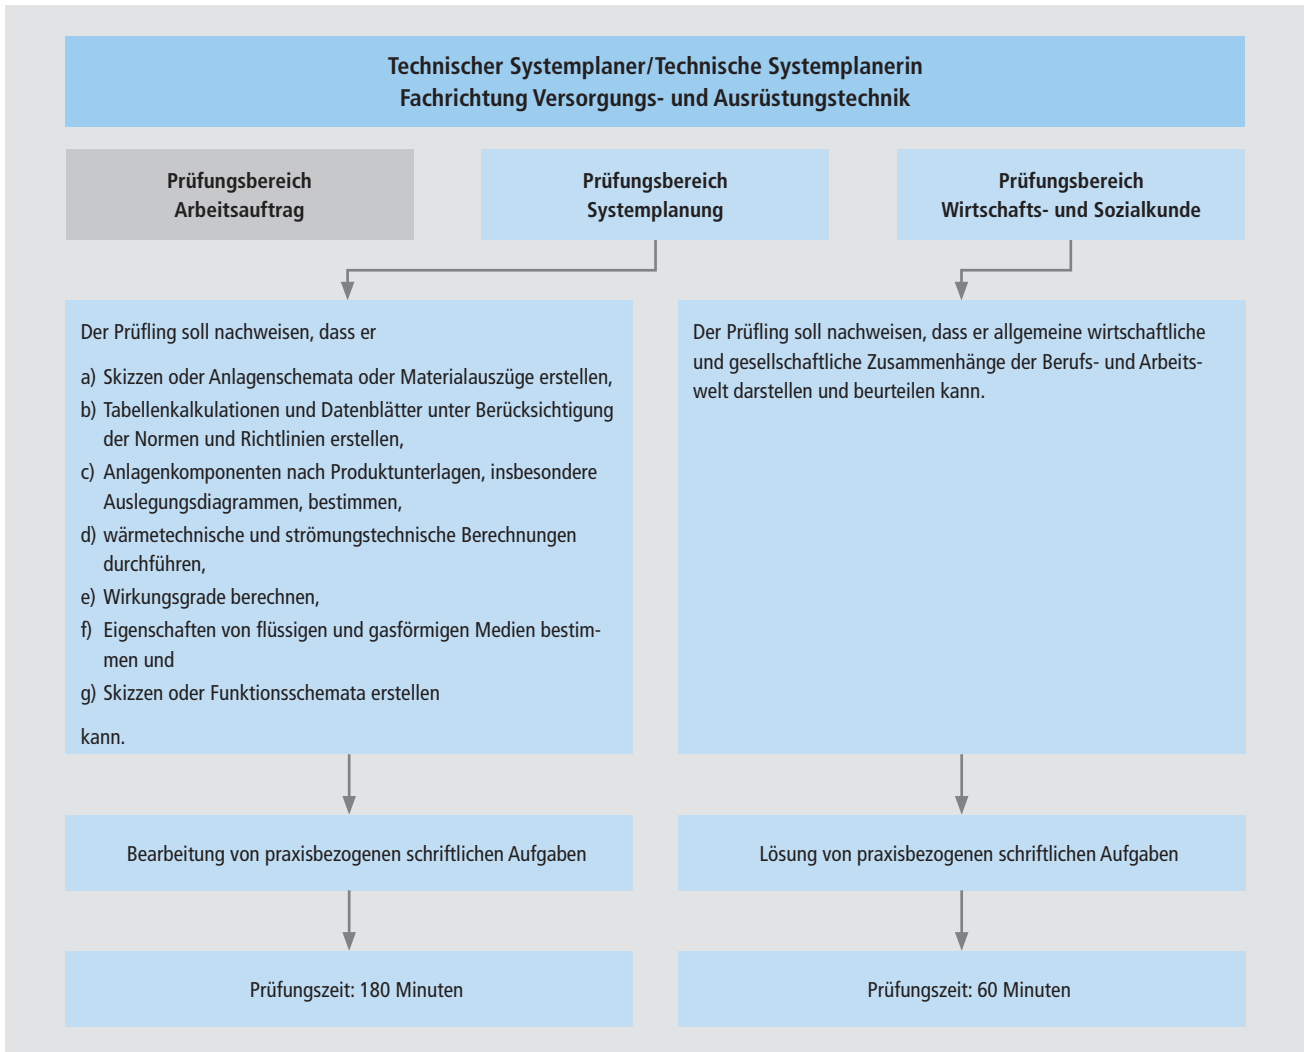 Technischer Systemplaner/Technische Systemplanerin
Fachrichtung Versorgungs- und Ausrüstungstechnik
Prüfungsbereich
Arbeitsauftrag
Prüfungsbereich
Systemplanung
Prüfungsbereich
Wirtschafts- und Sozialkunde
Der Prüfling soll nachweisen, dass er
a) Skizzen oder Anlagenschemata oder Materialauszüge erstellen,
b) Tabellenkalkulationen und Datenblätter unter Berücksichtigung
der Normen und Richtlinien erstellen,
c) Anlagenkomponenten nach Produktunterlagen, insbesondere
Auslegungsdiagrammen, bestimmen,
d) wärmetechnische und strömungstechnische Berechnungen
durchführen,
e) Wirkungsgrade berechnen,
f) Eigenschaften von flüssigen und gasförmigen Medien bestim-
men und
g) Skizzen oder Funktionsschemata erstellen
kann.
Der Prüfling soll nachweisen, dass er allgemeine wirtschaftliche
und gesellschaftliche Zusammenhänge der Berufs- und Arbeits-
welt darstellen und beurteilen kann.
Bearbeitung von praxisbezogenen schriftlichen Aufgaben
Lösung von praxisbezogenen schriftlichen Aufgaben
Prüfungszeit: 180 Minuten
Prüfungszeit: 60 Minuten